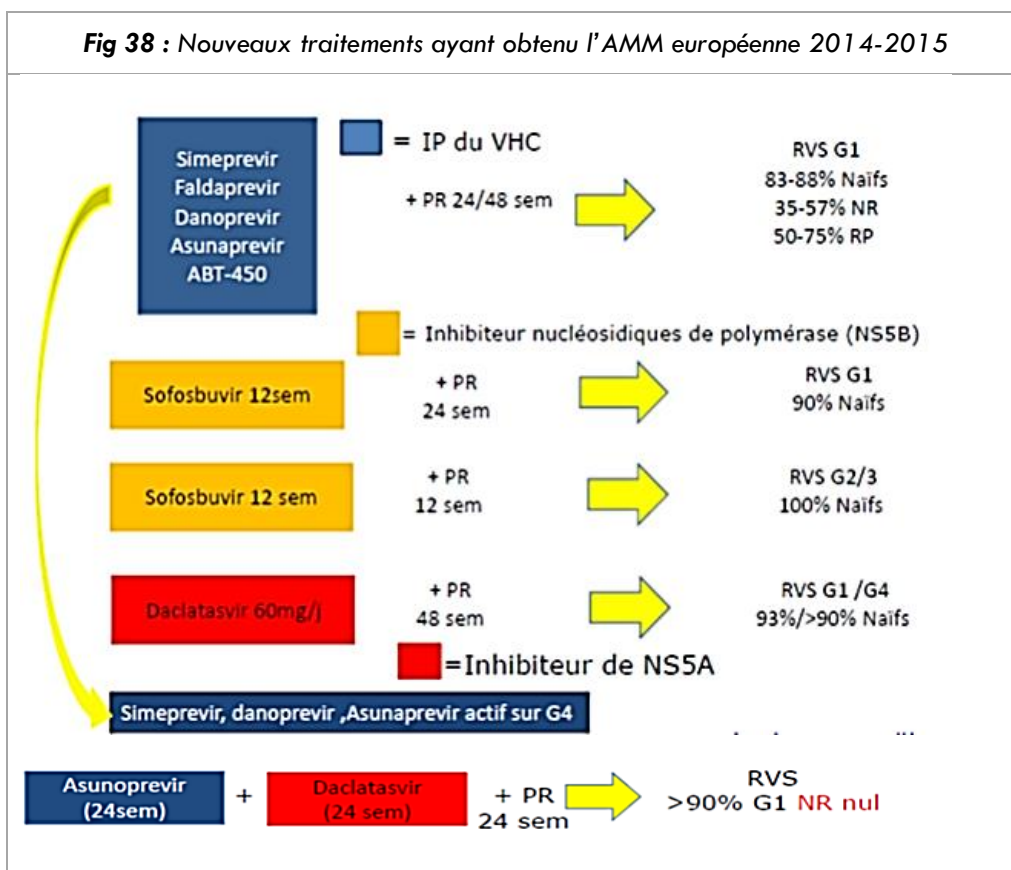 Fig 38 : Nouveaux traitements ayant obtenu l'AMM européenne 2014-2015
Simeprevir
Faldaprevir
Danoprevir
Asunaprevir
ABT-450
= IP du VHC
+ PR 24/48 sem
RVS G1
83-88% Naïfs
35-57% NR
50-75% RP
= Inhibiteur nucléosidiques de polymérase (NS5B)
Sofosbuvir 12sem
+ PR
24 sem
RVS G1
90% Naïfs
Sofosbuvir 12 sem
+ PR
12 sem
RVS G2/3
100% Naïfs
Daclatasvir 60mg/j
+ PR
48 sem
RVS G1 /G4
93%/>90% Naïfs
=Inhibiteur de NS5A
Simeprevir, danoprevir ,Asunaprevir actif sur G4
Asunoprevir
(24sem)
+
Daclatasvir
(24 sem)
+ PR
24 sem
RVS
>90% G1 NR nul